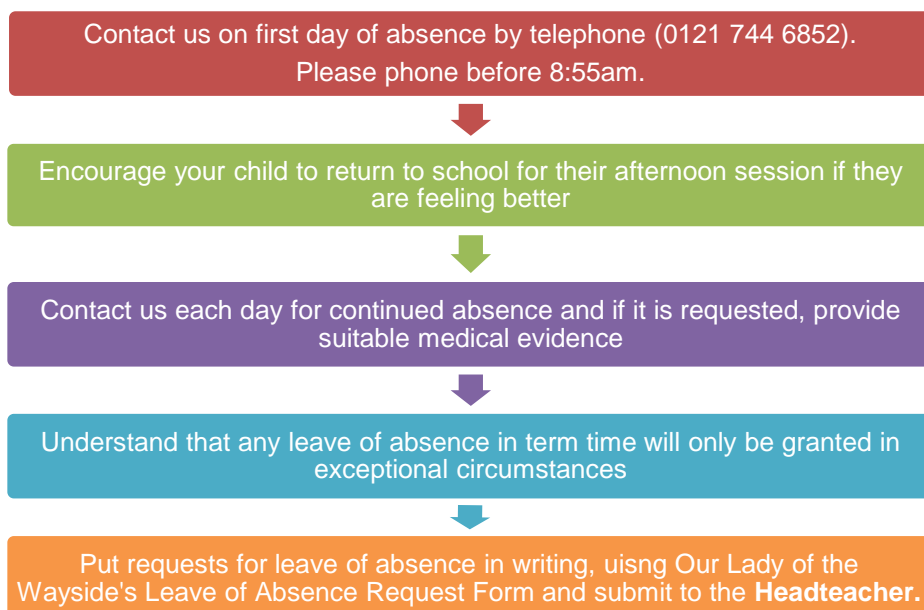 Contact us on first day of absence by telephone (0121 744 6852).
Please phone before 8:55am.
Encourage your child to return to school for their afternoon session if they
are feeling better
Contact us each day for continued absence and if it is requested, provide
suitable medical evidence
Understand that any leave of absence in term time will only be granted in
exceptional circumstances
Put requests for leave of absence in writing, uisng Our Lady of the
Wayside's Leave of Absence Request Form and submit to the Headteacher.